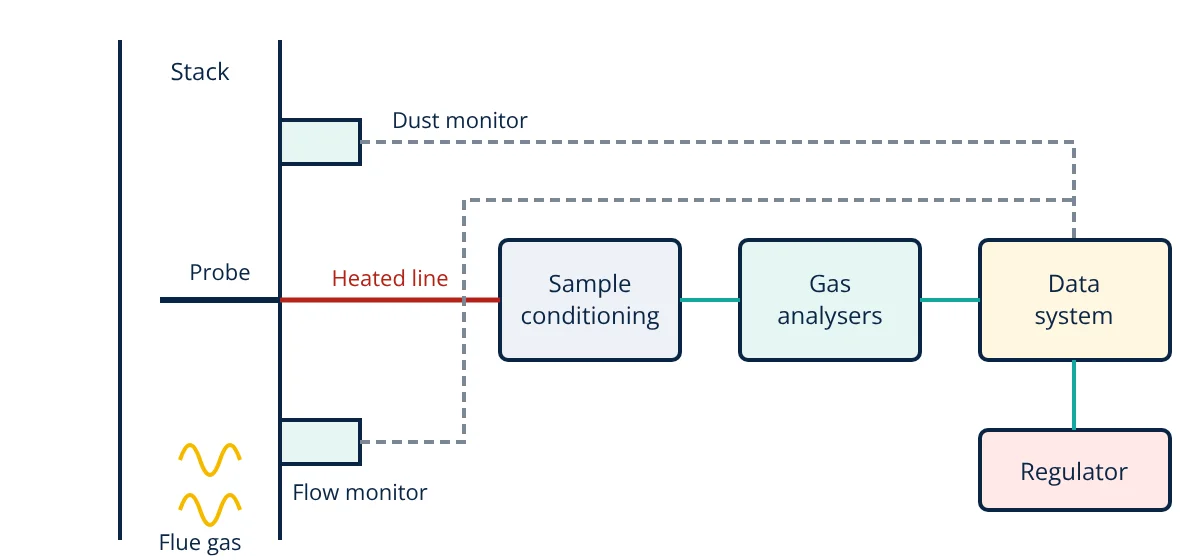 Stack
Dust monitor
Probe
Heated line
Sample
conditioning
Gas
analysers
Data
system
Regulator
Flow monitor
Flue gas